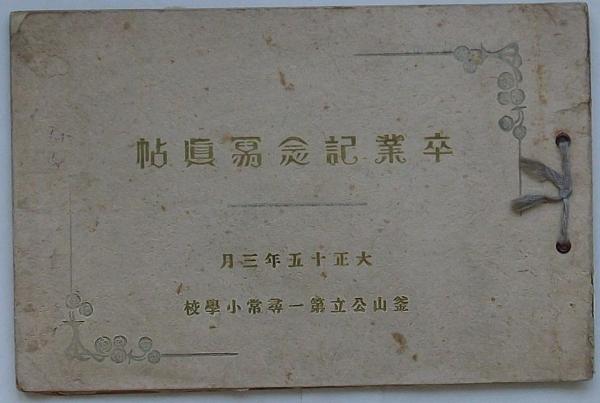 卒業記念寫眞帖
大正十五年三月
釜山公立第一尋常小學校